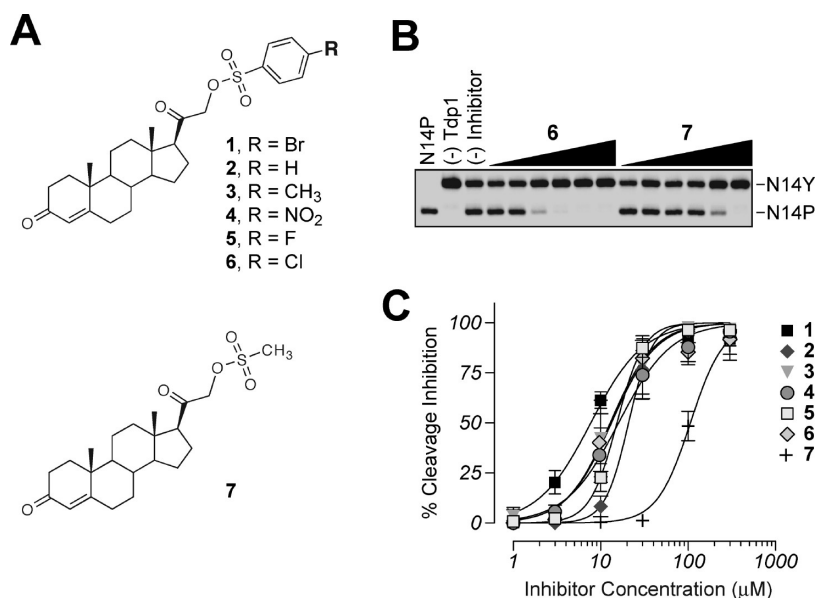 A
O
O
S
O
R
O
O
1, R = Br
2, R = H
3, R = CH3
4, R = NO2
5, R = F
6, R = Cl
O
O
S
CH3
O
O
O
7
O
B
N14P
(-) Tdp1
(-) Inhibitor
6
7
N14Y
N14P
C
% Cleavage Inhibition
100
75
50
25
0
1
10
100
1000
Inhibitor Concentration (μM)
1
2
3
4
5
6
7